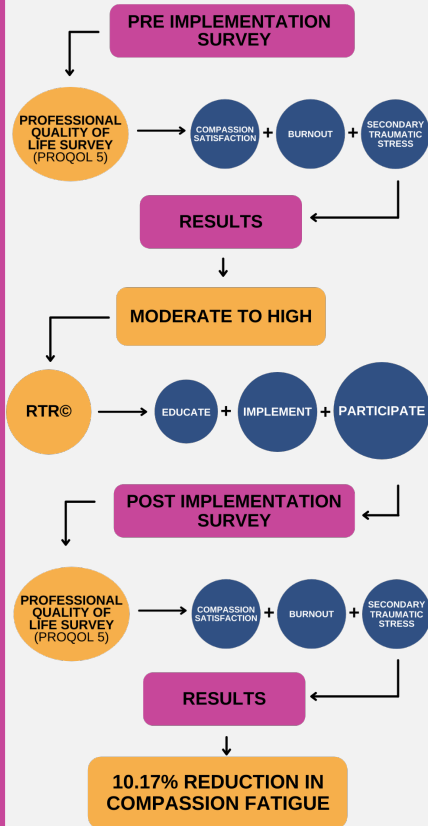 PRE IMPLEMENTATION
SURVEY
PROFESSIONAL
QUALITY OF
LIFE SURVEY
(PROQOL 5)
COMPASSION
SATISFACTION
+
BURNOUT
+
SECONDARY
TRAUMATIC
STRESS
RESULTS
MODERATE TO HIGH
RTR©
EDUCATE
+
IMPLEMENT
+
PARTICIPATE
POST IMPLEMENTATION
SURVEY
PROFESSIONAL
QUALITY OF
LIFE SURVEY
(PROQOL 5)
COMPASSION
SATISFACTION
+
BURNOUT
+
SECONDARY
TRAUMATIC
STRESS
RESULTS
10.17% REDUCTION IN
COMPASSION FATIGUE